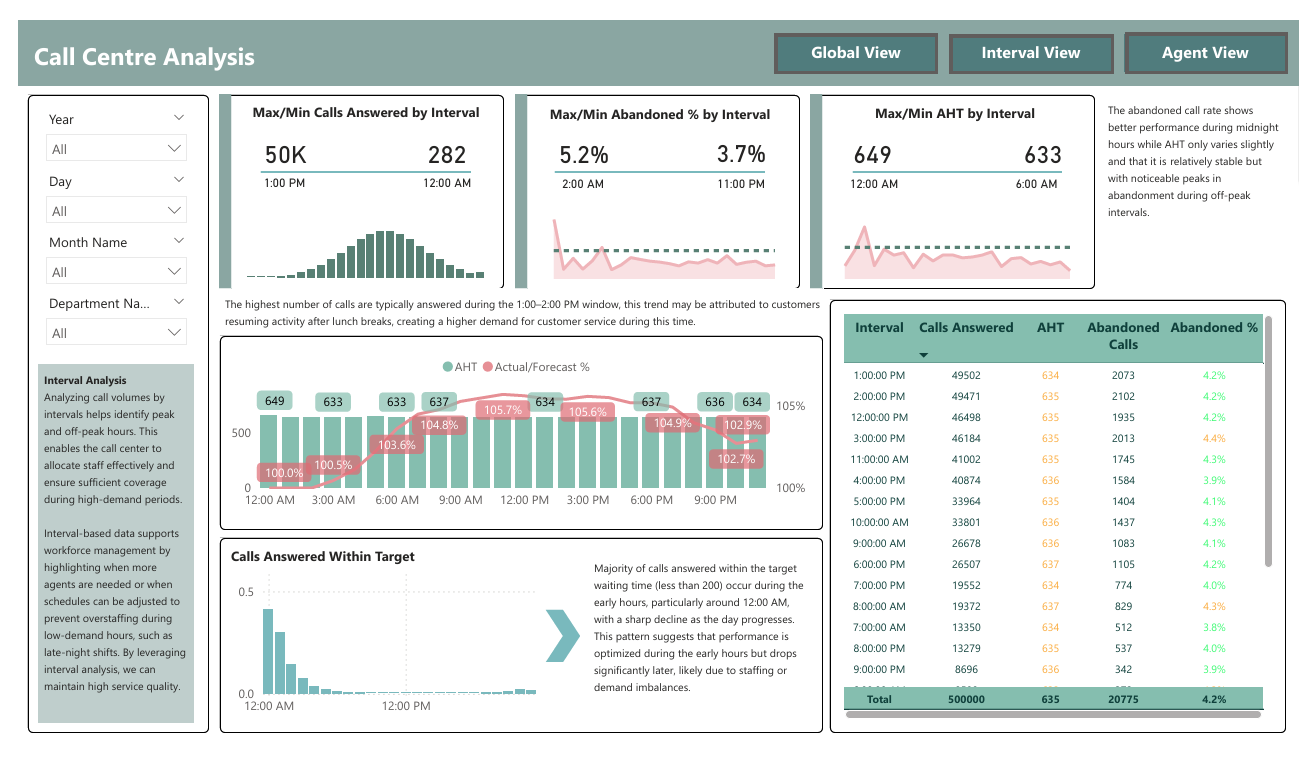 Call Centre Analysis
Global View
Interval View
Agent View
Year
All
Day
All
Month Name
All
Department Na...
All
Interval Analysis
Analyzing call volumes by
intervals helps identify peak
and off-peak hours. This
enables the call center to
allocate staff effectively and
ensure sufficient coverage
during high-demand periods.
Interval-based data supports
workforce management by
highlighting when more
agents are needed or when
schedules can be adjusted to
prevent overstaffing during
low-demand hours, such as
late-night shifts. By leveraging
interval analysis, we can
maintain high service quality.
Max/Min Calls Answered by Interval
50K 282
1:00 PM 12:00 AM
Max/Min Abandoned % by Interval
5.2% 3.7%
2:00 AM 11:00 PM
Max/Min AHT by Interval
649 633
12:00 AM 6:00 AM
The abandoned call rate shows
better performance during midnight
hours while AHT only varies slightly
and that it is relatively stable but
with noticeable peaks in
abandonment during off-peak
intervals.
The highest number of calls are typically answered during the 1:00–2:00 PM window, this trend may be attributed to customers
resuming activity after lunch breaks, creating a higher demand for customer service during this time.
AHT Actual/Forecast %
649 633 633 637 634 637 636 634
105.7% 105.6% 105%
104.8% 104.9% 102.9%
500
103.6%
100.0% 100.5% 102.7%
0 100%
12:00 AM 3:00 AM 6:00 AM 9:00 AM 12:00 PM 3:00 PM 6:00 PM 9:00 PM
Calls Answered Within Target
0.5
0.0
12:00 AM 12:00 PM
Majority of calls answered within the target
waiting time (less than 200) occur during the
early hours, particularly around 12:00 AM,
with a sharp decline as the day progresses.
This pattern suggests that performance is
optimized during the early hours but drops
significantly later, likely due to staffing or
demand imbalances.
Interval Calls Answered AHT Abandoned Abandoned %
Calls
1:00:00 PM 49502 634 2073 4.2%
2:00:00 PM 49471 635 2102 4.2%
12:00:00 PM 46498 635 1935 4.2%
3:00:00 PM 46184 635 2013 4.4%
11:00:00 AM 41002 635 1745 4.3%
4:00:00 PM 40874 636 1584 3.9%
5:00:00 PM 33964 635 1404 4.1%
10:00:00 AM 33801 636 1437 4.3%
9:00:00 AM 26678 636 1083 4.1%
6:00:00 PM 26507 637 1105 4.2%
7:00:00 PM 19552 634 774 4.0%
8:00:00 AM 19372 637 829 4.3%
7:00:00 AM 13350 634 512 3.8%
8:00:00 PM 13279 635 537 4.0%
9:00:00 PM 8696 636 342 3.9%
Total 500000 635 20775 4.2%